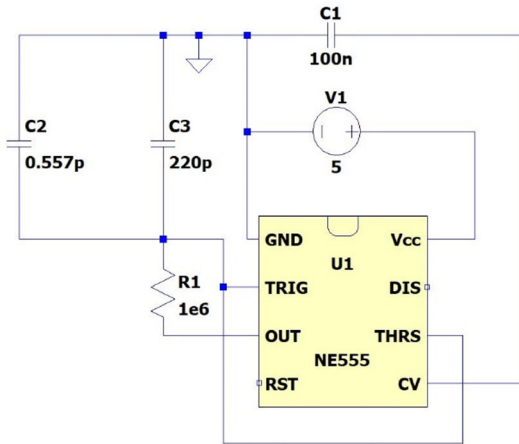 C1
100n
V1
5
C2
0.557p
C3
220p
R1
1e6
GND
Vcc
U1
TRIG
DIS
OUT
THRS
NE555
RST
CV